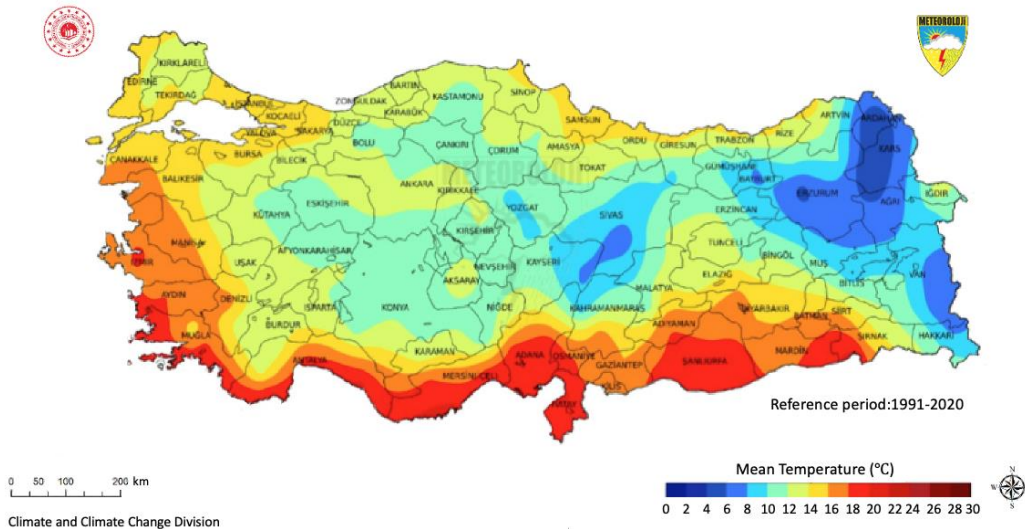 METEOROLOJİ
KIRKLARELİ
EDİRNE
TEKİRDAĞ
İSTANBUL
KOCAELİ
YALOVA
SAKARYA
DÜZCE
ZONGULDAK
BARTIN
KARABÜK
KASTAMONU
SİNOP
SAMSUN
ORDU
GİRESUN
TRABZON
RİZE
ARTVİN
ARDAHAN
KARS
ÇANAKKALE
BALIKESİR
BURSA
BİLECİK
BOLU
ÇANKIRI
ÇORUM
AMASYA
TOKAT
GÜMÜŞHANE
BAYBURT
ERZURUM
AĞRI
IĞDIR
METEOROLOJİ
KÜTAHYA
ESKİŞEHİR
ANKARA
KIRIKKALE
YOZGAT
SİVAS
ERZİNCAN
TUNCELİ
BİNGÖL
MUŞ
BİTLİS
VAN
MANİSA
İZMİR
UŞAK
AFYONKARAHİSAR
KIRŞEHİR
NEVŞEHİR
AKSARAY
KAYSERİ
MALATYA
ELAZIĞ
AYDIN
DENİZLİ
ISPARTA
BURDUR
KONYA
NİĞDE
KAHRAMANMARAŞ
ADIYAMAN
DİYARBAKIR
BATMAN
SİİRT
ŞIRNAK
HAKKARİ
MUĞLA
ANTALYA
KARAMAN
MERSİN(İÇEL)
ADANA
OSMANİYE
GAZİANTEP
KİLİS
HATAY
ŞANLIURFA
MARDİN
Reference period:1991-2020
0 50 100 200 km
Mean Temperature (°C)
0 2 4 6 8 10 12 14 16 18 20 22 24 26 28 30
N
W
S
Climate and Climate Change Division